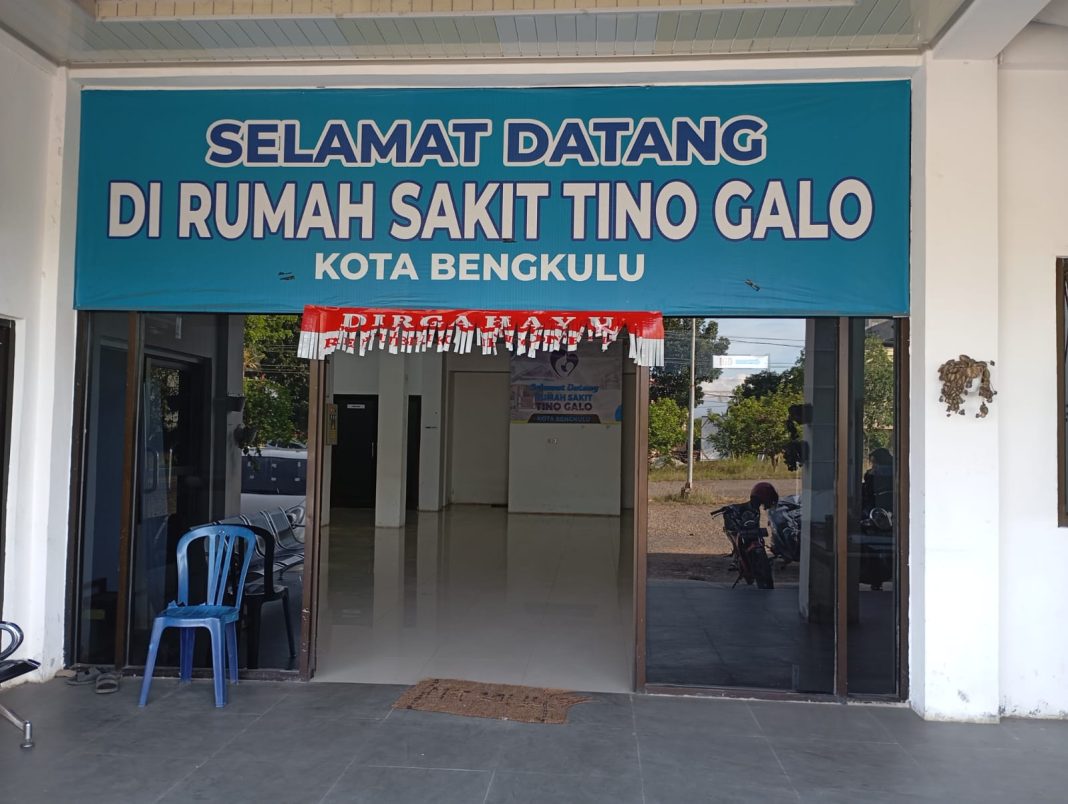 SELAMAT DATANG
DI RUMAH SAKIT TINO GALO
KOTA BENGKULU
DIRGAHAYU
Selamat Datang
RUMAH SAKIT
TINO GALO
KOTA BENGKULU